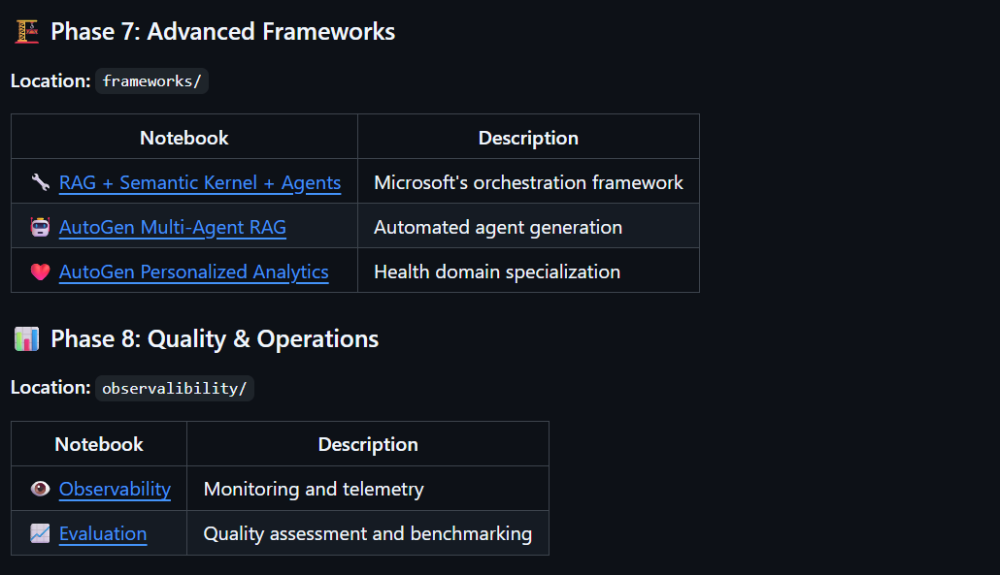 Phase 7: Advanced Frameworks
Location: frameworks/
Notebook Description
RAG + Semantic Kernel + Agents Microsoft's orchestration framework
AutoGen Multi-Agent RAG Automated agent generation
AutoGen Personalized Analytics Health domain specialization
Phase 8: Quality & Operations
Location: observalibility/
Notebook Description
Observability Monitoring and telemetry
Evaluation Quality assessment and benchmarking